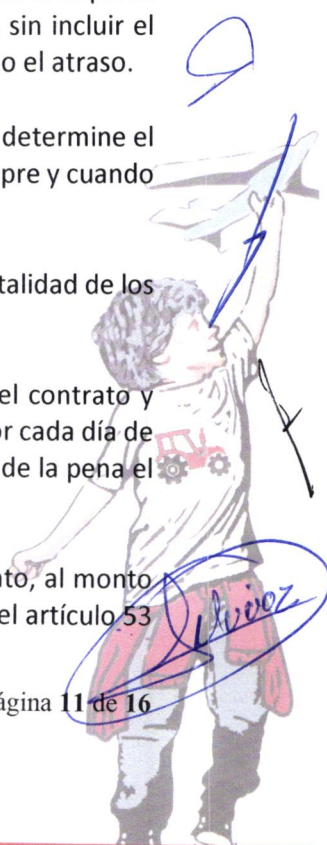 sin incluir el
o el atraso.
determine el
pre y cuando
talidad de los
el contrato y
or cada día de
de la pena el
nto, al monto
el artículo 53
ágina 11 de 16